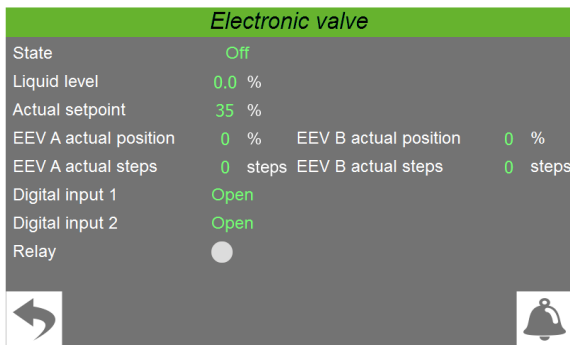 Electronic valve
State Off
Liquid level 0.0 %
Actual setpoint 35 %
EEV A actual position 0 % EEV B actual position 0 %
EEV A actual steps 0 steps EEV B actual steps 0 steps
Digital input 1 Open
Digital input 2 Open
Relay